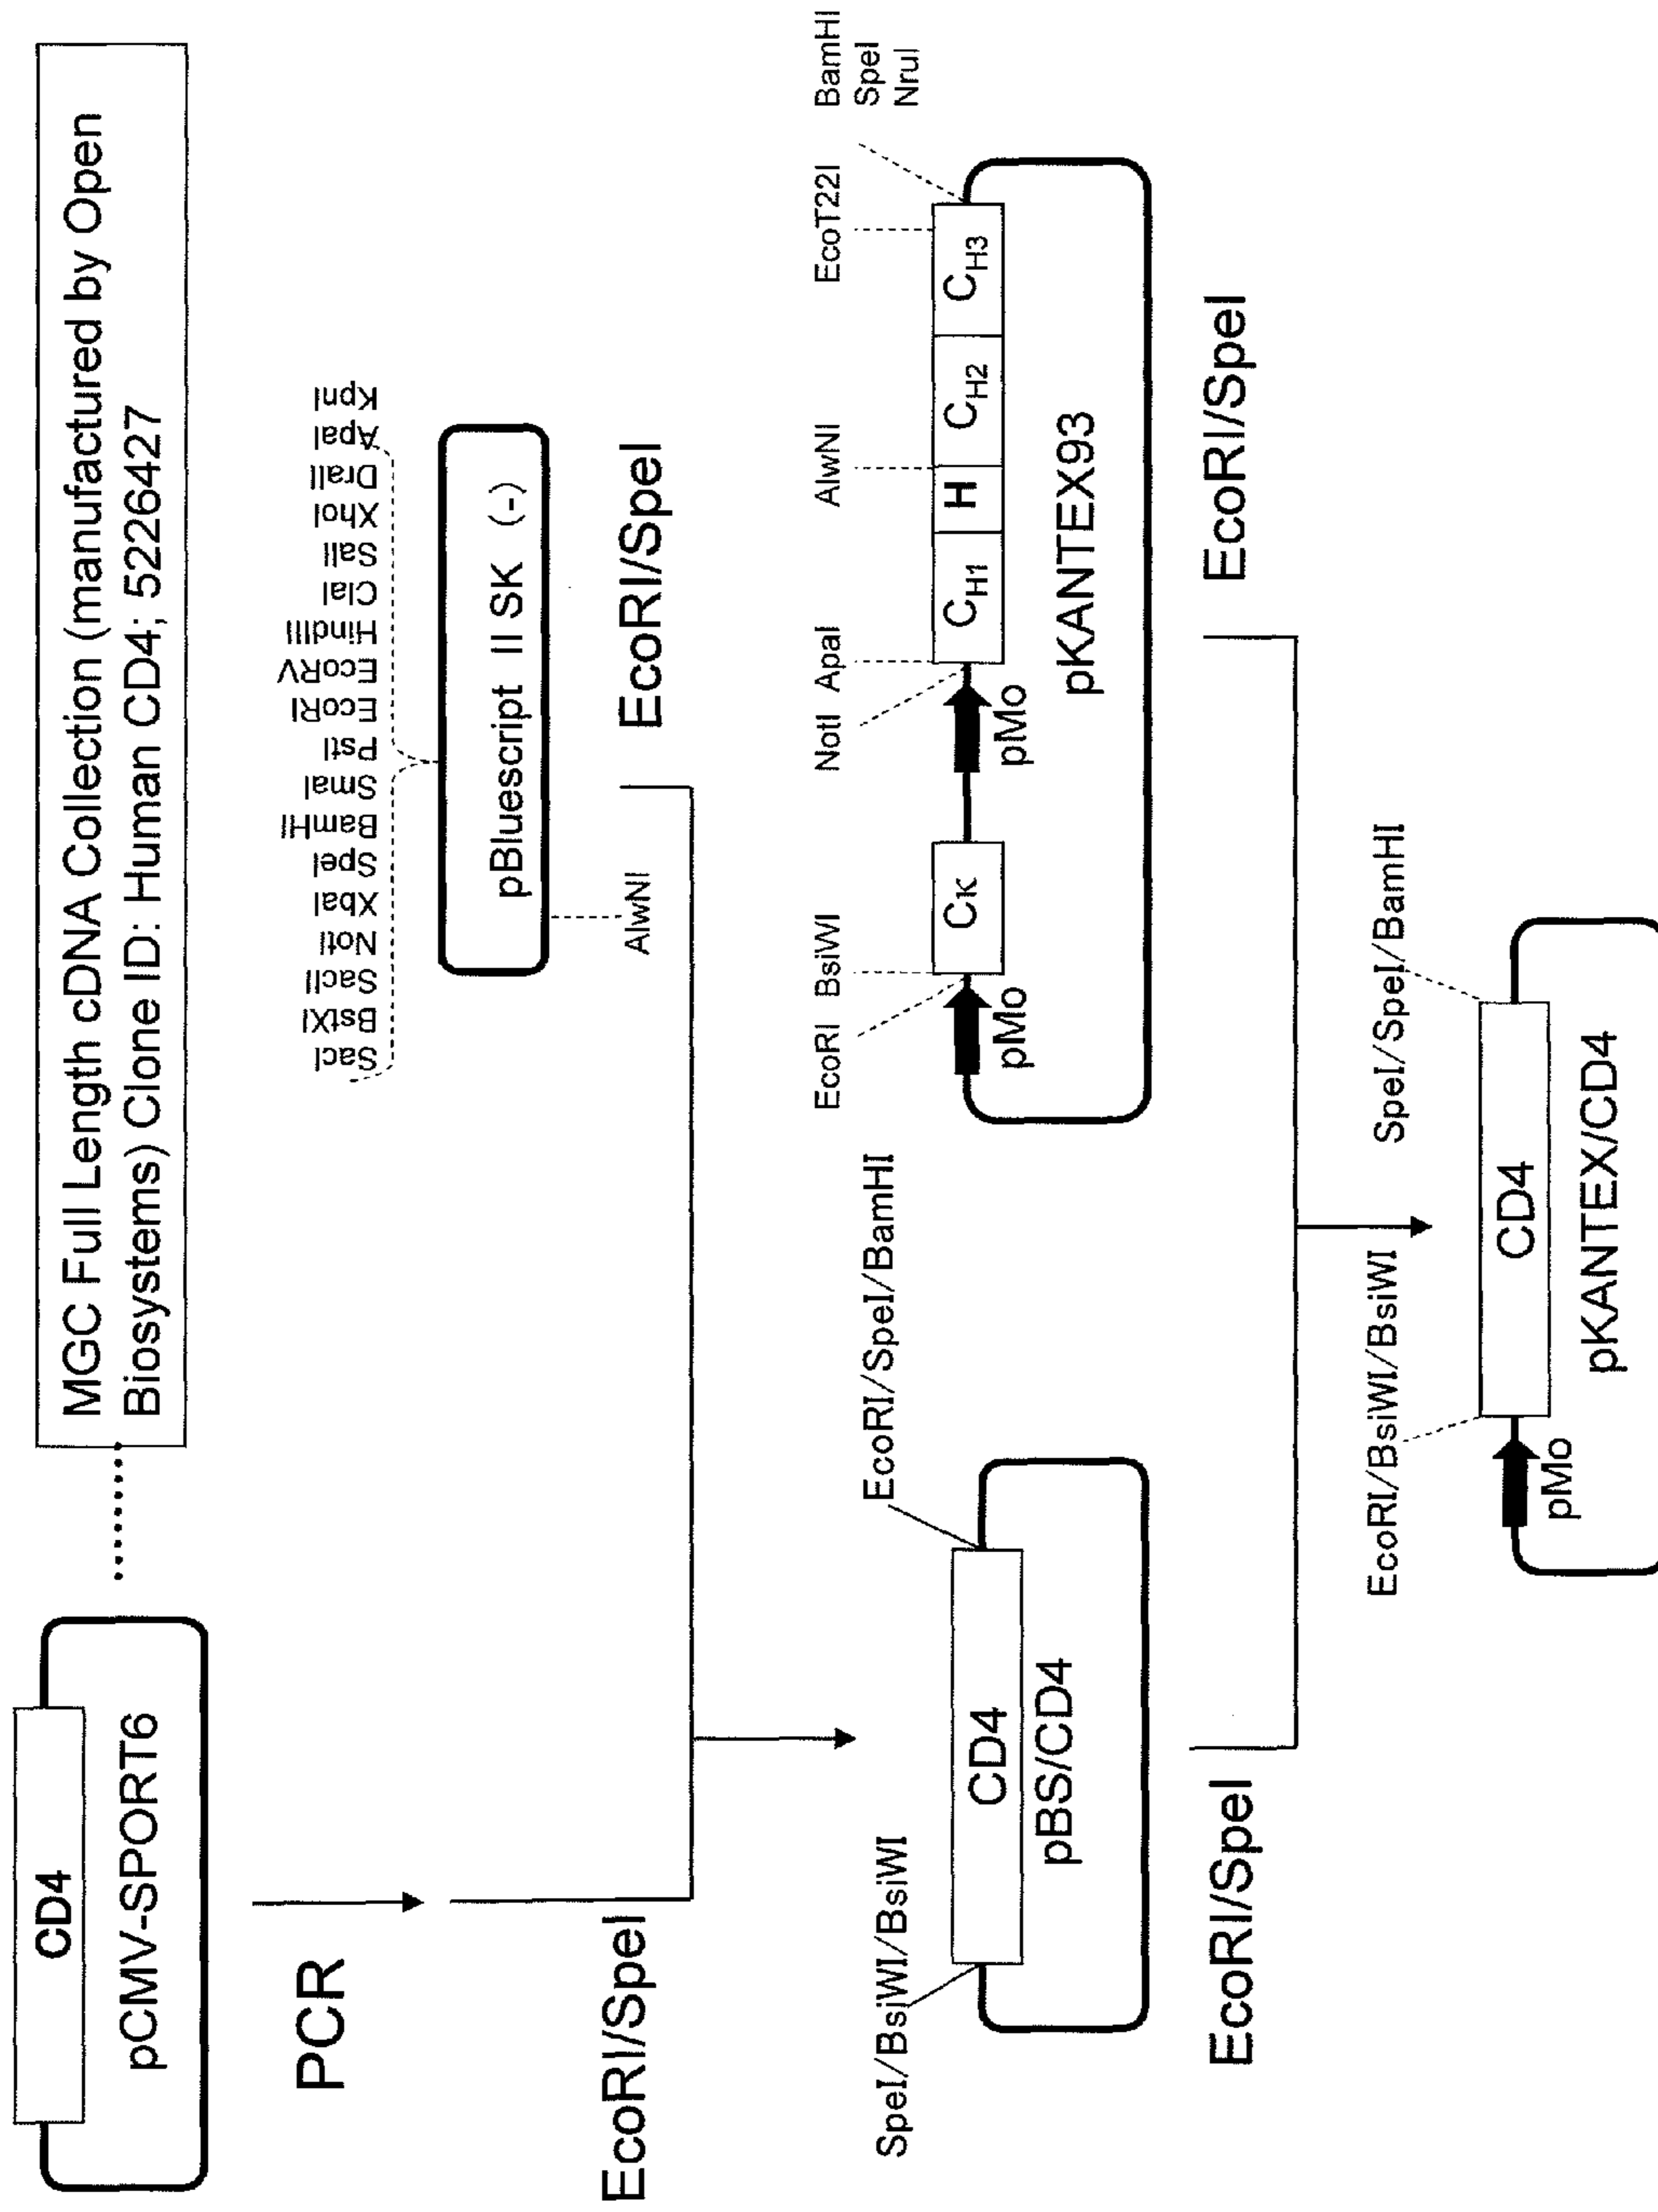 CD4
pCMV-SPORT6
MGC Full Length cDNA Collection (manufactured by Open
Biosystems) Clone ID: Human CD4; 5226427
PCR
EcoRI/SpeI
SacI
BstXI
SacII
NotI
XbaI
SpeI
BamHI
SmaI
PstI
EcoRI
EcoRV
HindIII
ClaI
SalI
XhoI
DraII
ApaI
KpnI
pBluescript II SK (-)
AlwNI
EcoRI/SpeI
SpeI/BsiWI/BsiWI
EcoRI/SpeI/BamHI
CD4
pBS/CD4
EcoRI/SpeI
EcoRI
BsiWI
NotI
ApaI
AlwNI
EcoT22I
BamHI
SpeI
NruI
pMo
Cκ
pMo
CH1
H
CH2
CH3
pKANTEX93
EcoRI/SpeI
EcoRI/BsiWI/BsiWI
SpeI/SpeI/BamHI
pMo
CD4
pKANTEX/CD4